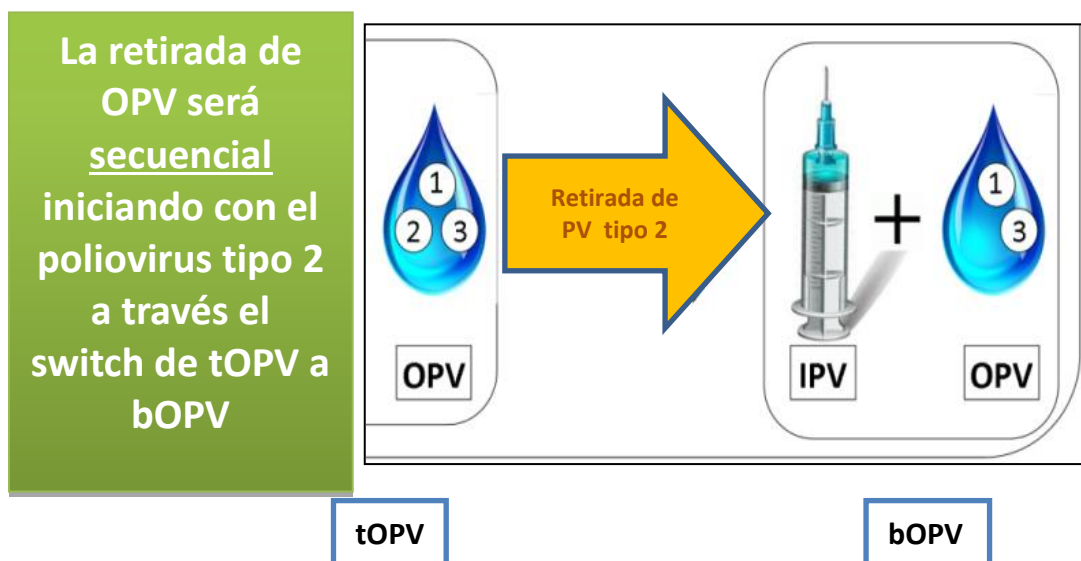 La retirada de
OPV será
secuencial
iniciando con el
poliovirus tipo 2
a través el
switch de tOPV a
bOPV
1
2 3
OPV
Retirada de
PV tipo 2
+
1
3
IPV
OPV
tOPV
bOPV